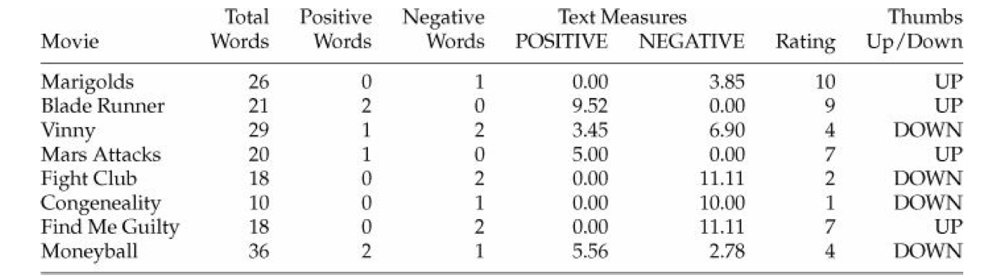 Total Positive Negative Text Measures Thumbs
Movie Words Words Words POSITIVE NEGATIVE Rating Up/Down
Marigolds 26 0 1 0.00 3.85 10 UP
Blade Runner 21 2 0 9.52 0.00 9 UP
Vinny 29 1 2 3.45 6.90 4 DOWN
Mars Attacks 20 1 0 5.00 0.00 7 UP
Fight Club 18 0 2 0.00 11.11 2 DOWN
Congeneality 10 0 1 0.00 10.00 1 DOWN
Find Me Guilty 18 0 2 0.00 11.11 7 UP
Moneyball 36 2 1 5.56 2.78 4 DOWN